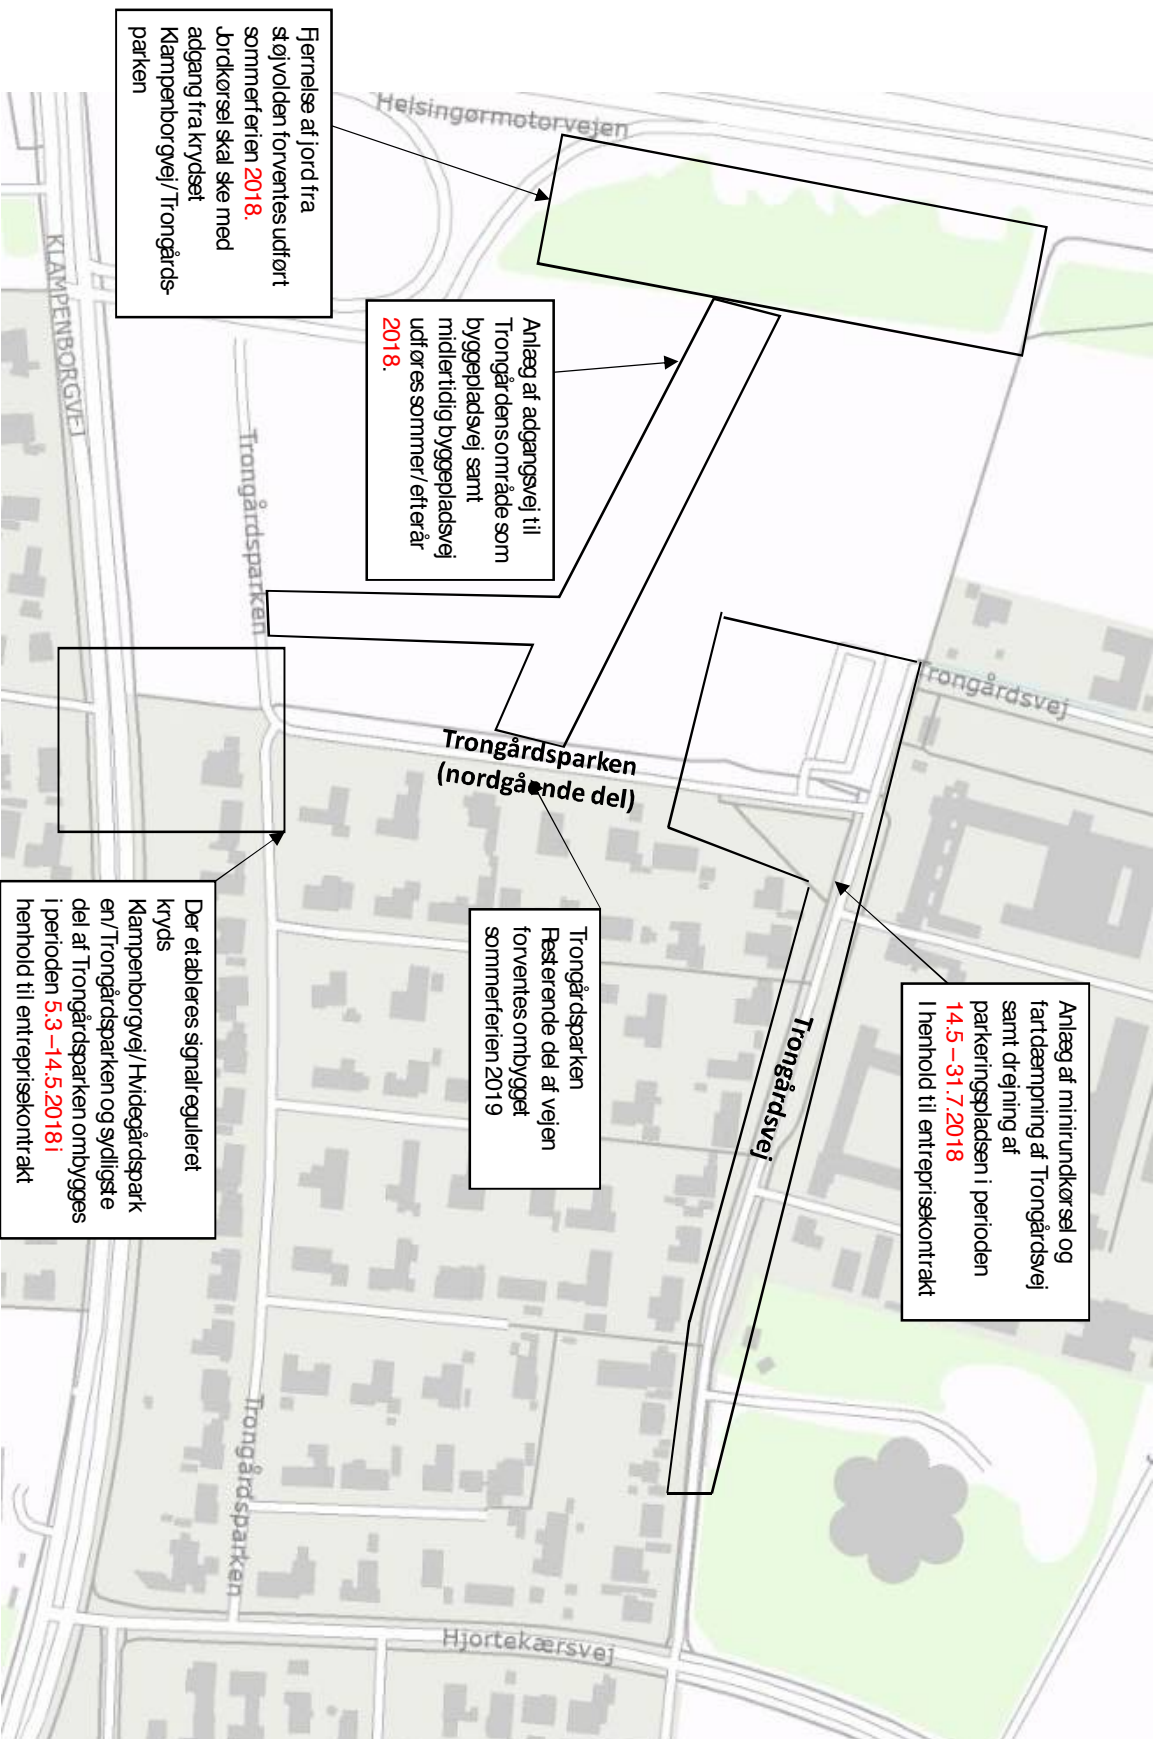 Anlæg af minirundkørsel og
fartdæmpning af Trongårdsvej
samt drejning af
parkeringspladsen i perioden
14.5 – 31.7.2018
I henhold til entreprisekontrakt
Trongårdsvej
Trongårdsvej
Trongårdsparken
(nordgående del)
Trongårdsparken
Resterende del af vejen
forventes ombygget
sommerferien 2019
Helsingørmotorvejen
Hjortekærsvej
Anlæg af adgangsvej til
Trongårdens område som
byggepladsvej samt
midlertidig byggepladsvej
udføres sommer/efterår
2018.
Fjernelse af jord fra
støjvolden forventes udført
sommerferien 2018.
Jordkørsel skal ske med
adgang fra krydset
Klampenborgvej/Trongårds-
parken
Trongårdsparken
Trongårdsparken
Der etableres signalreguleret
kryds
Klampenborgvej/Hvidegårdspark
en/Trongårdsparken og sydligste
del af Trongårdsparken ombygges
i perioden 5.3 – 14.5.2018 i
henhold til entreprisekontrakt
KLAMPENBORGVEJ